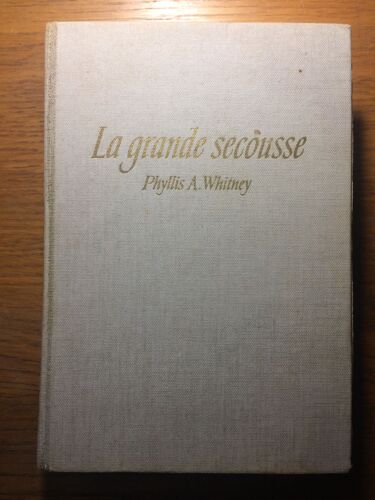 La grande secousse
Phyllis A. Whitney